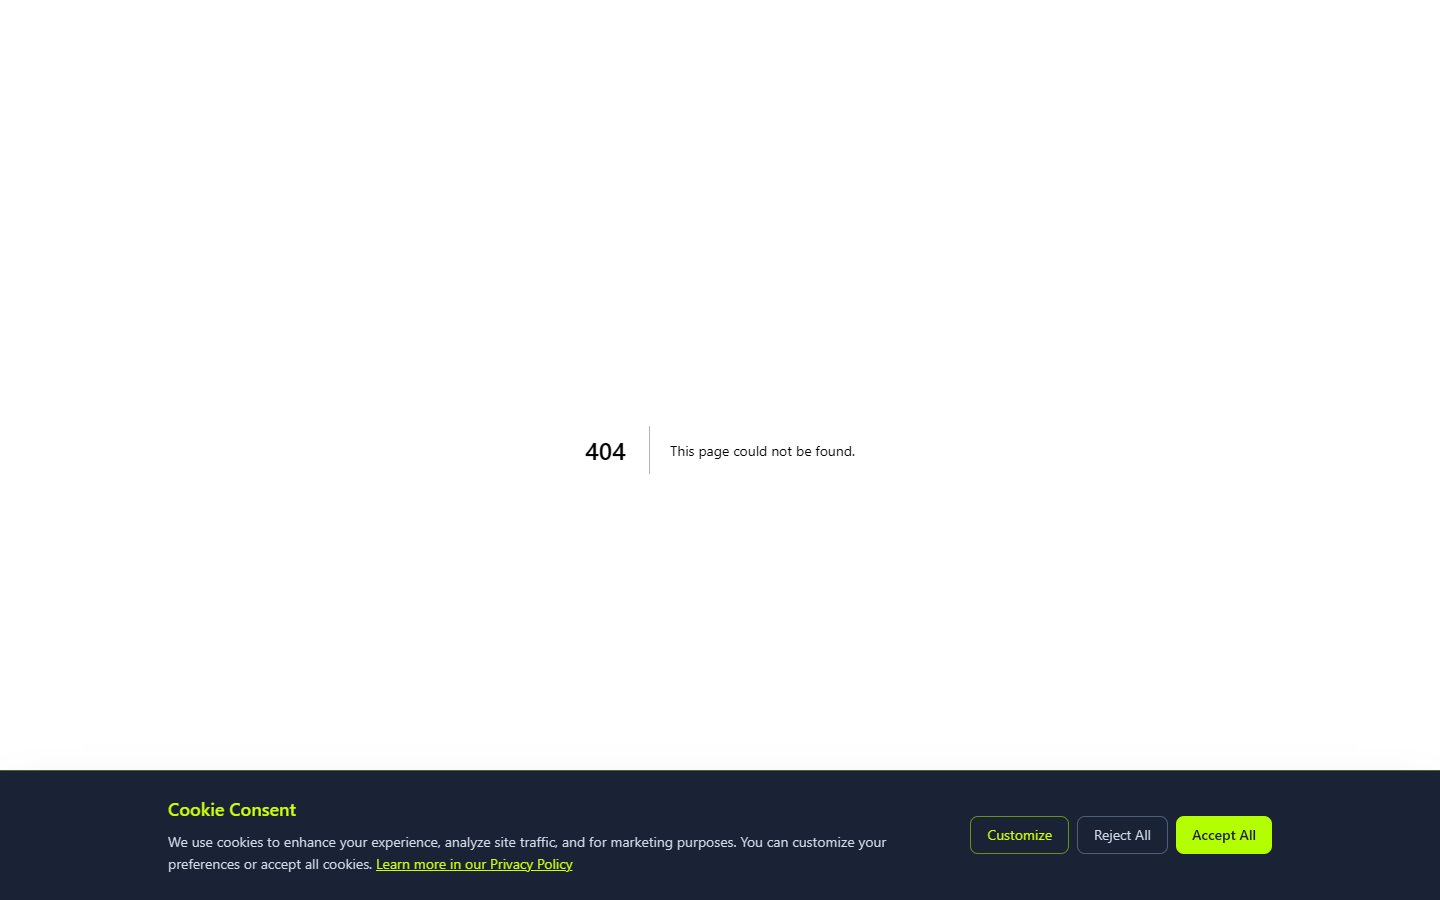 404
This page could not be found.
Cookie Consent
We use cookies to enhance your experience, analyze site traffic, and for marketing purposes. You can customize your
preferences or accept all cookies. Learn more in our Privacy Policy
Customize
Reject All
Accept All